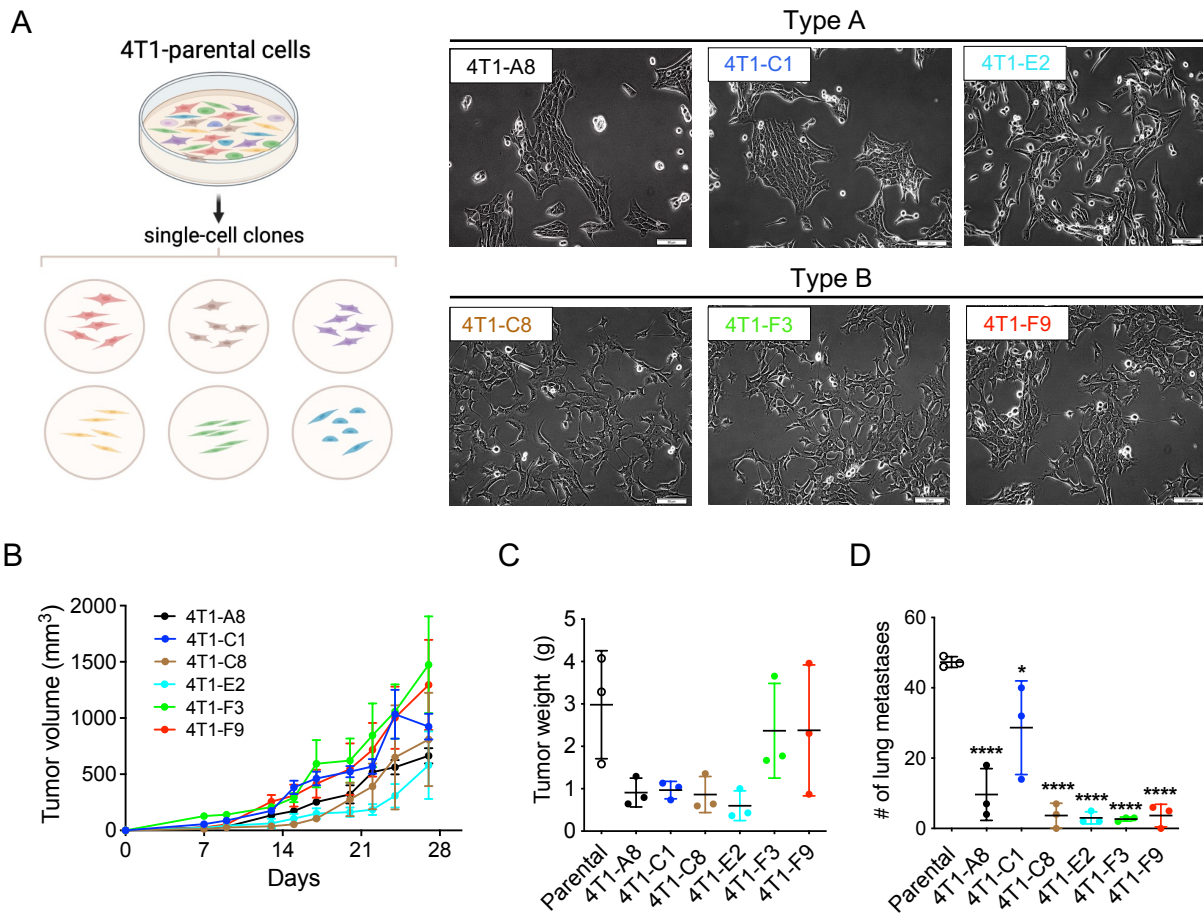 A
4T1-parental cells
single-cell clones
Type A
4T1-A8
4T1-C1
4T1-E2
Type B
4T1-C8
4T1-F3
4T1-F9
B
Tumor volume (mm³)
2000
1500
1000
500
0
0 7 14 21 28
Days
4T1-A8
4T1-C1
4T1-C8
4T1-E2
4T1-F3
4T1-F9
C
Tumor weight (g)
5
4
3
2
1
0
Parental
4T1-A8
4T1-C1
4T1-C8
4T1-E2
4T1-F3
4T1-F9
D
# of lung metastases
60
40
20
0
****
*
****
****
****
****
Parental
4T1-A8
4T1-C1
4T1-C8
4T1-E2
4T1-F3
4T1-F9